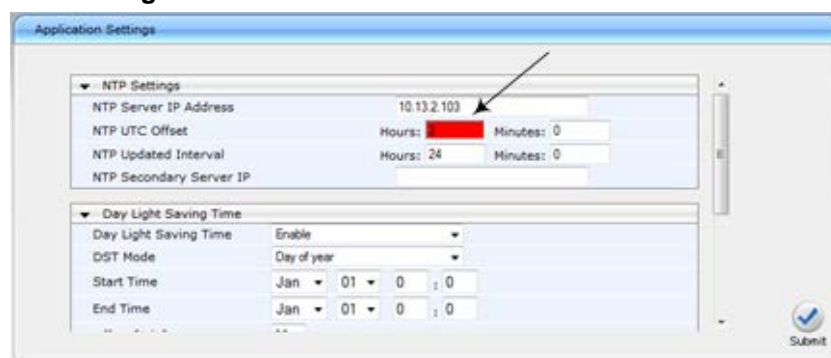 Application Settings
NTP Settings
NTP Server IP Address 10.13.2.103
NTP UTC Offset Hours: Minutes: 0
NTP Updated Interval Hours: 24 Minutes: 0
NTP Secondary Server IP
Day Light Saving Time
Day Light Saving Time Enable
DST Mode Day of year
Start Time Jan 01 0 : 0
End Time Jan 01 0 : 0
Submit